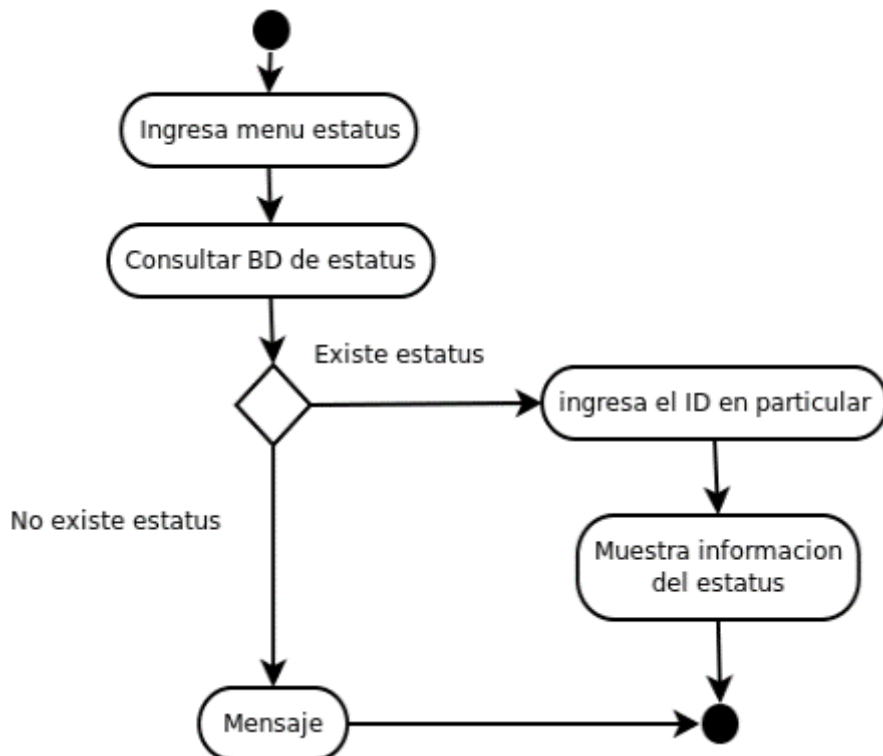 Ingresa menu estatus
Consultar BD de estatus
Existe estatus
ingresa el ID en particular
No existe estatus
Muestra informacion
del estatus
Mensaje